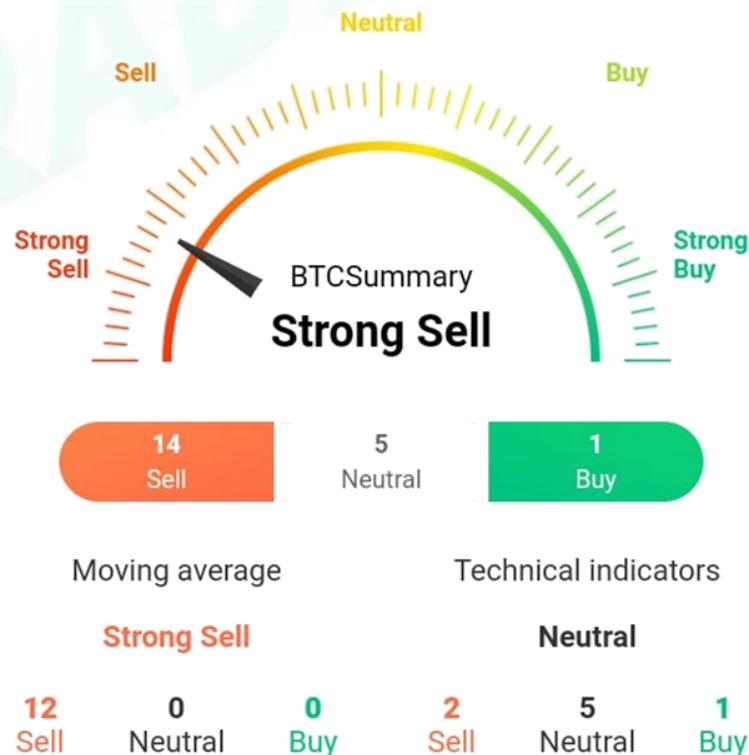 Neutral
Sell
Buy
Strong
Sell
Strong
Buy
BTCSummary
Strong Sell
14
5
1
Sell
Neutral
Buy
Moving average
Technical indicators
Strong Sell
Neutral
12
0
0
2
5
1
Sell
Neutral
Buy
Sell
Neutral
Buy